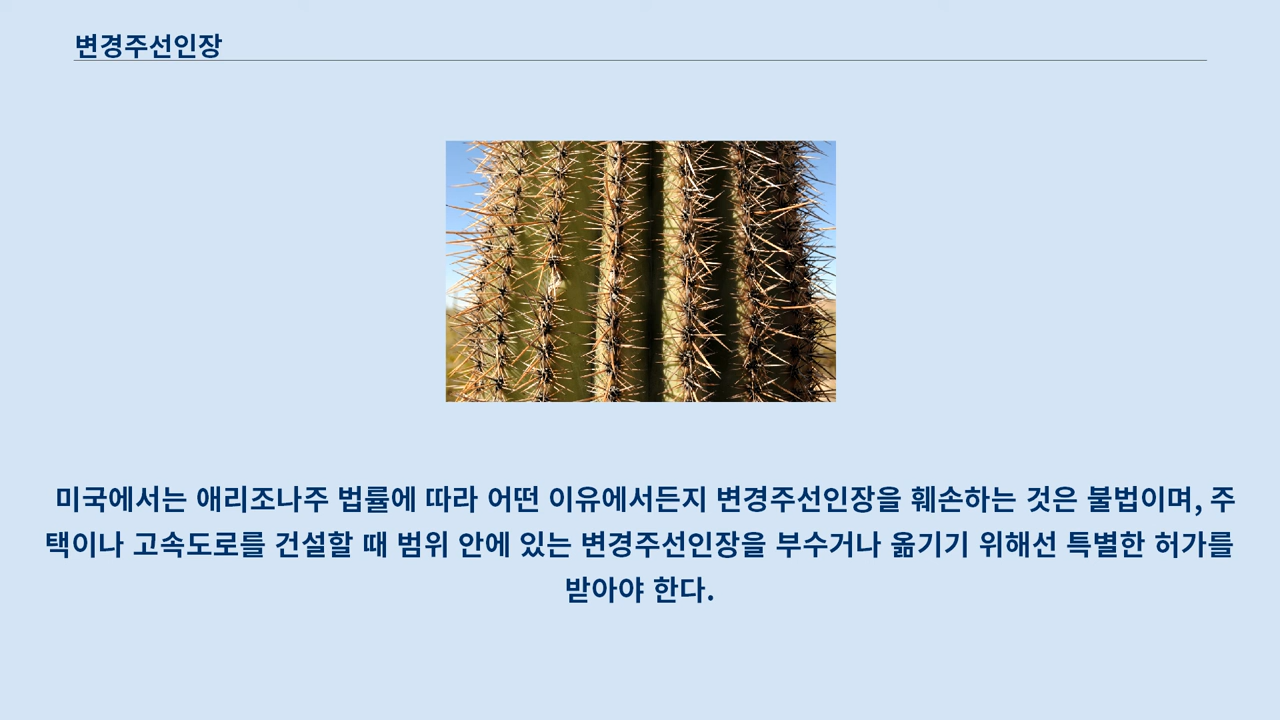 변경주선인장
미국에서는 애리조나주 법률에 따라 어떤 이유에서든지 변경주선인장을 훼손하는 것은 불법이며, 주
택이나 고속도로를 건설할 때 범위 안에 있는 변경주선인장을 부수거나 옮기기 위해선 특별한 허가를
받아야 한다.